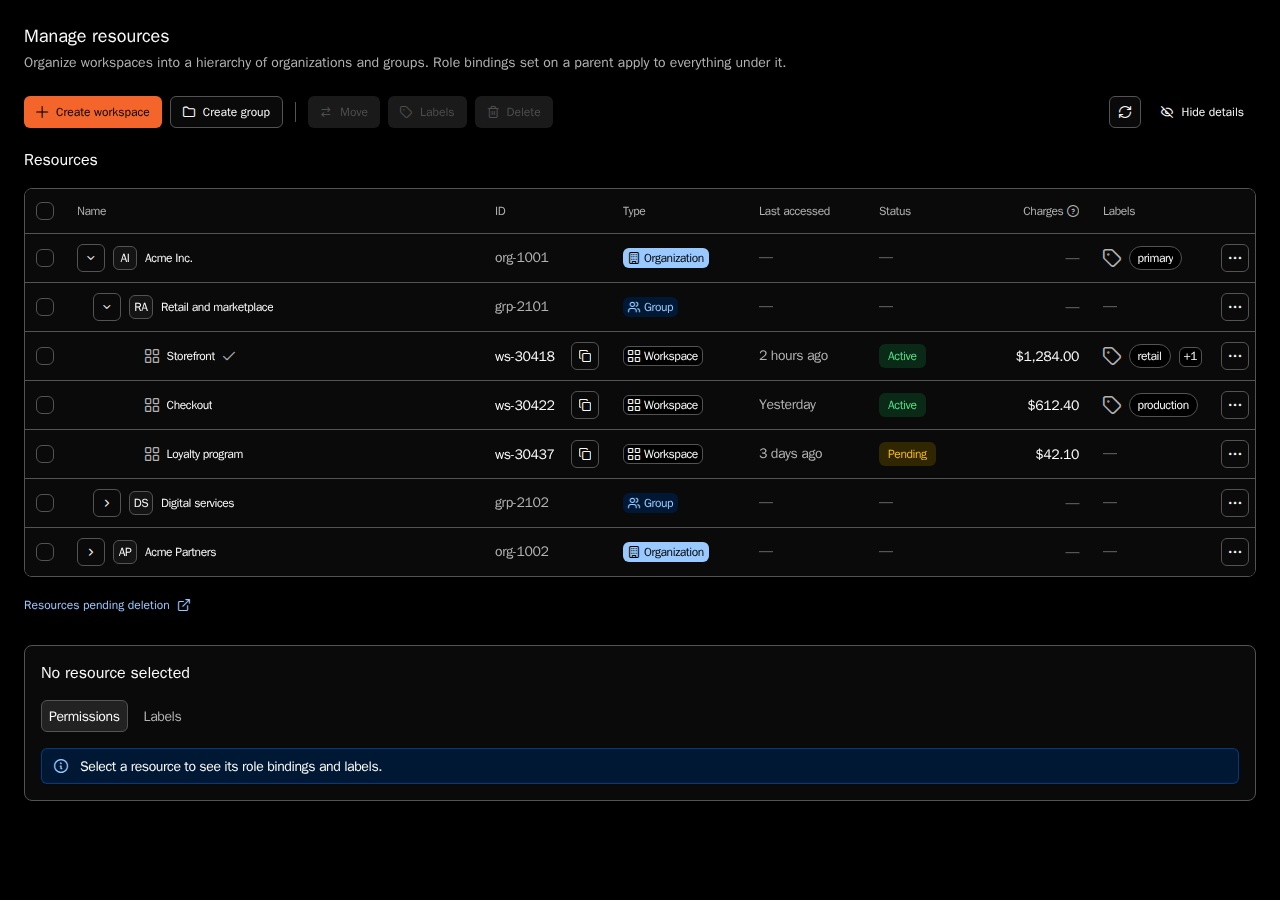 Manage resources
Organize workspaces into a hierarchy of organizations and groups. Role bindings set on a parent apply to everything under it.
Create workspace Create group Move Labels Delete Hide details
Resources
Name ID Type Last accessed Status Charges Labels
AI Acme Inc. org-1001 Organization — — — primary
RA Retail and marketplace grp-2101 Group — — — —
Storefront ws-30418 Workspace 2 hours ago Active $1,284.00 retail +1
Checkout ws-30422 Workspace Yesterday Active $612.40 production
Loyalty program ws-30437 Workspace 3 days ago Pending $42.10 —
DS Digital services grp-2102 Group — — — —
AP Acme Partners org-1002 Organization — — — —
Resources pending deletion
No resource selected
Permissions Labels
Select a resource to see its role bindings and labels.